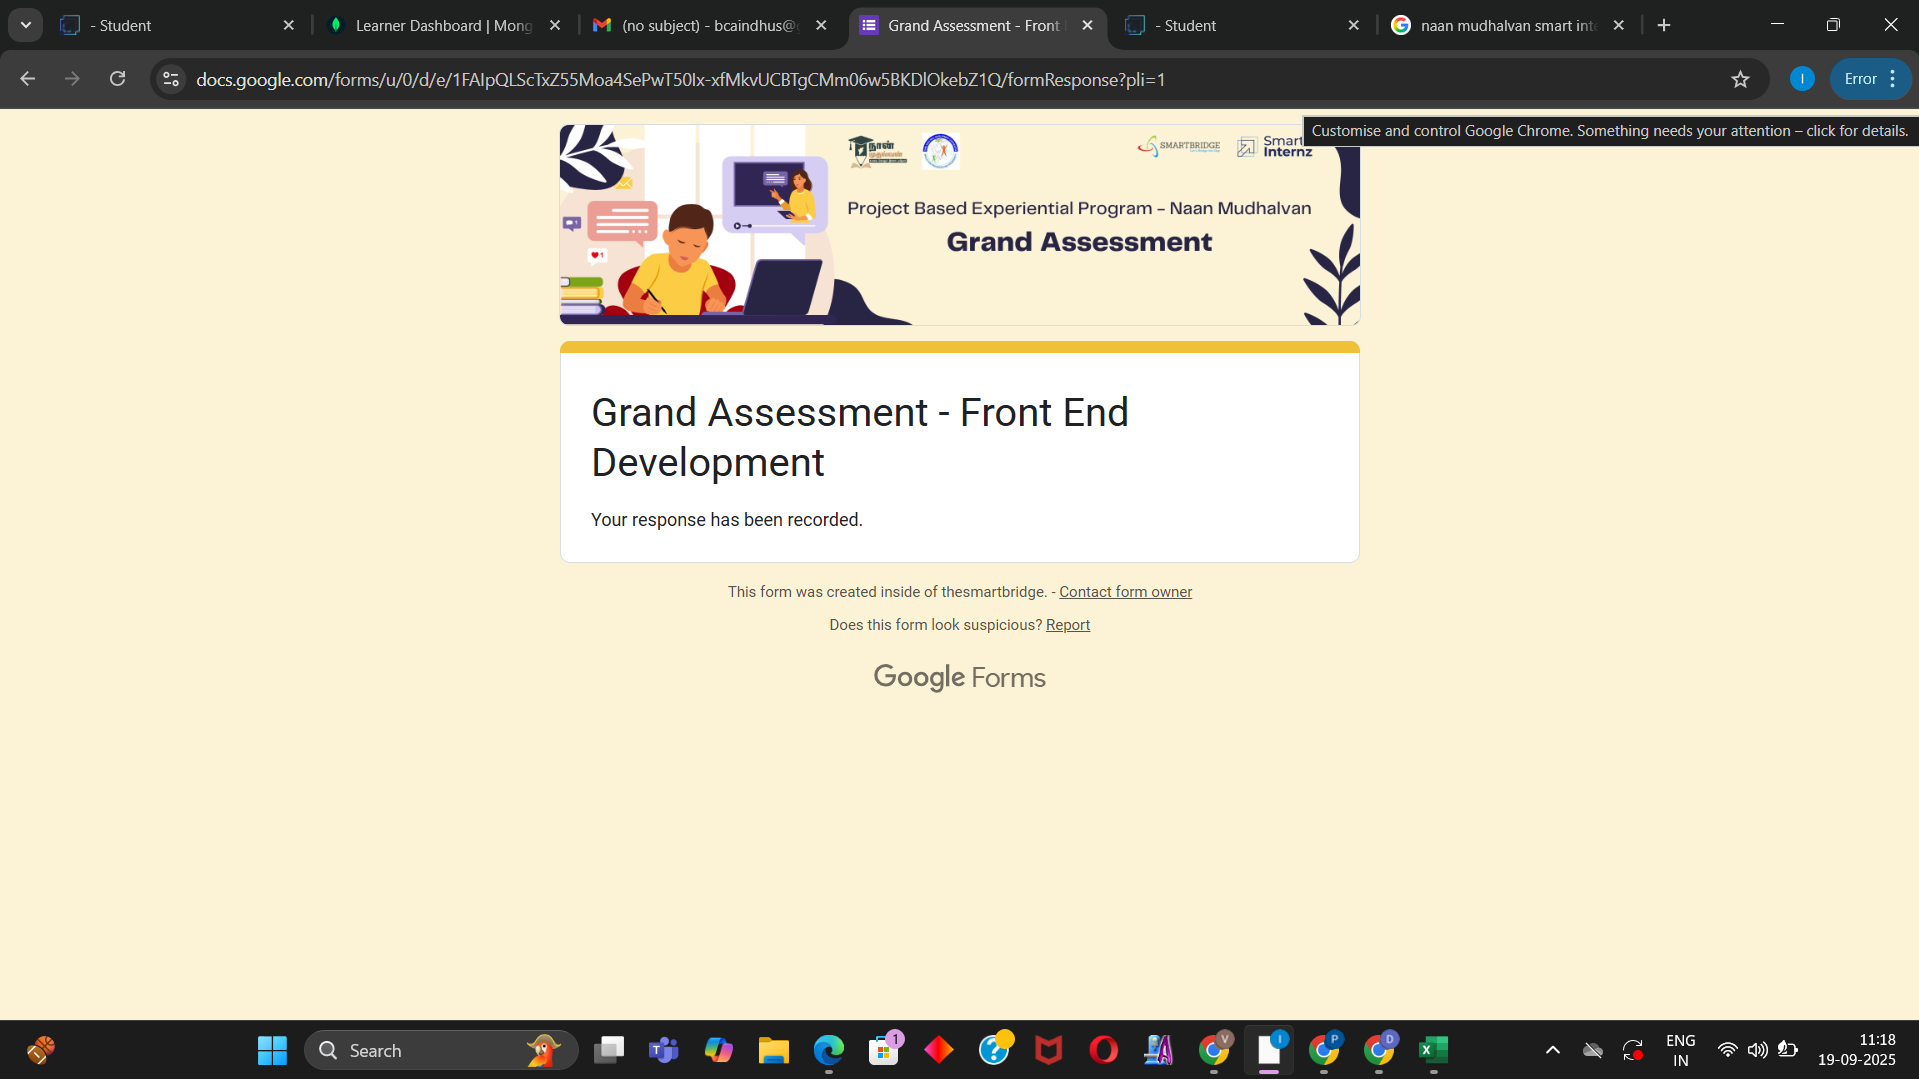 - Student
Learner Dashboard | Mong
(no subject) - bcaindhus@g
Grand Assessment - Front
- Student
naan mudhalvan smart inte
docs.google.com/forms/u/0/d/e/1FAIpQLScTxZ55Moa4SePwT50Ix-xfMkvUCBTgCMm06w5BKDlOkebZ1Q/formResponse?pli=1
I
Error
Customise and control Google Chrome. Something needs your attention – click for details.
நான்
SMARTBRIDGE
Smart
Internz
Project Based Experiential Program – Naan Mudhalvan
Grand Assessment
Grand Assessment - Front End
Development
Your response has been recorded.
This form was created inside of thesmartbridge. - Contact form owner
Does this form look suspicious? Report
Google Forms
Search
1
V
I
P
D
ENG
IN
11:18
19-09-2025